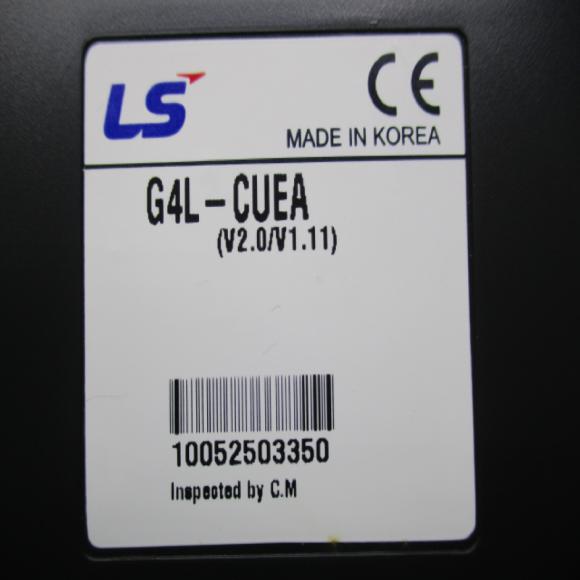 LS
CE
MADE IN KOREA
G4L-CUEA
(V2.0/V1.11)
10052503350
Inspected by C.M